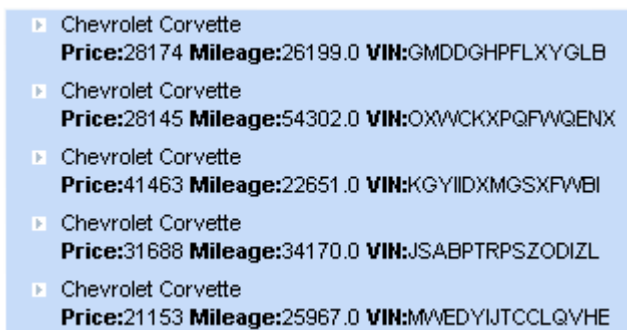 Chevrolet Corvette
Price:28174 Mileage:26199.0 VIN:GMDDGHPFLXYGLB
Chevrolet Corvette
Price:28145 Mileage:54302.0 VIN:OXWCKXPQFWQENX
Chevrolet Corvette
Price:41463 Mileage:22651.0 VIN:KGYIIDXMGSXFWBI
Chevrolet Corvette
Price:31688 Mileage:34170.0 VIN:JSABPTRPSZODIZL
Chevrolet Corvette
Price:21153 Mileage:25967.0 VIN:MWEDYIJTCCLQVHE